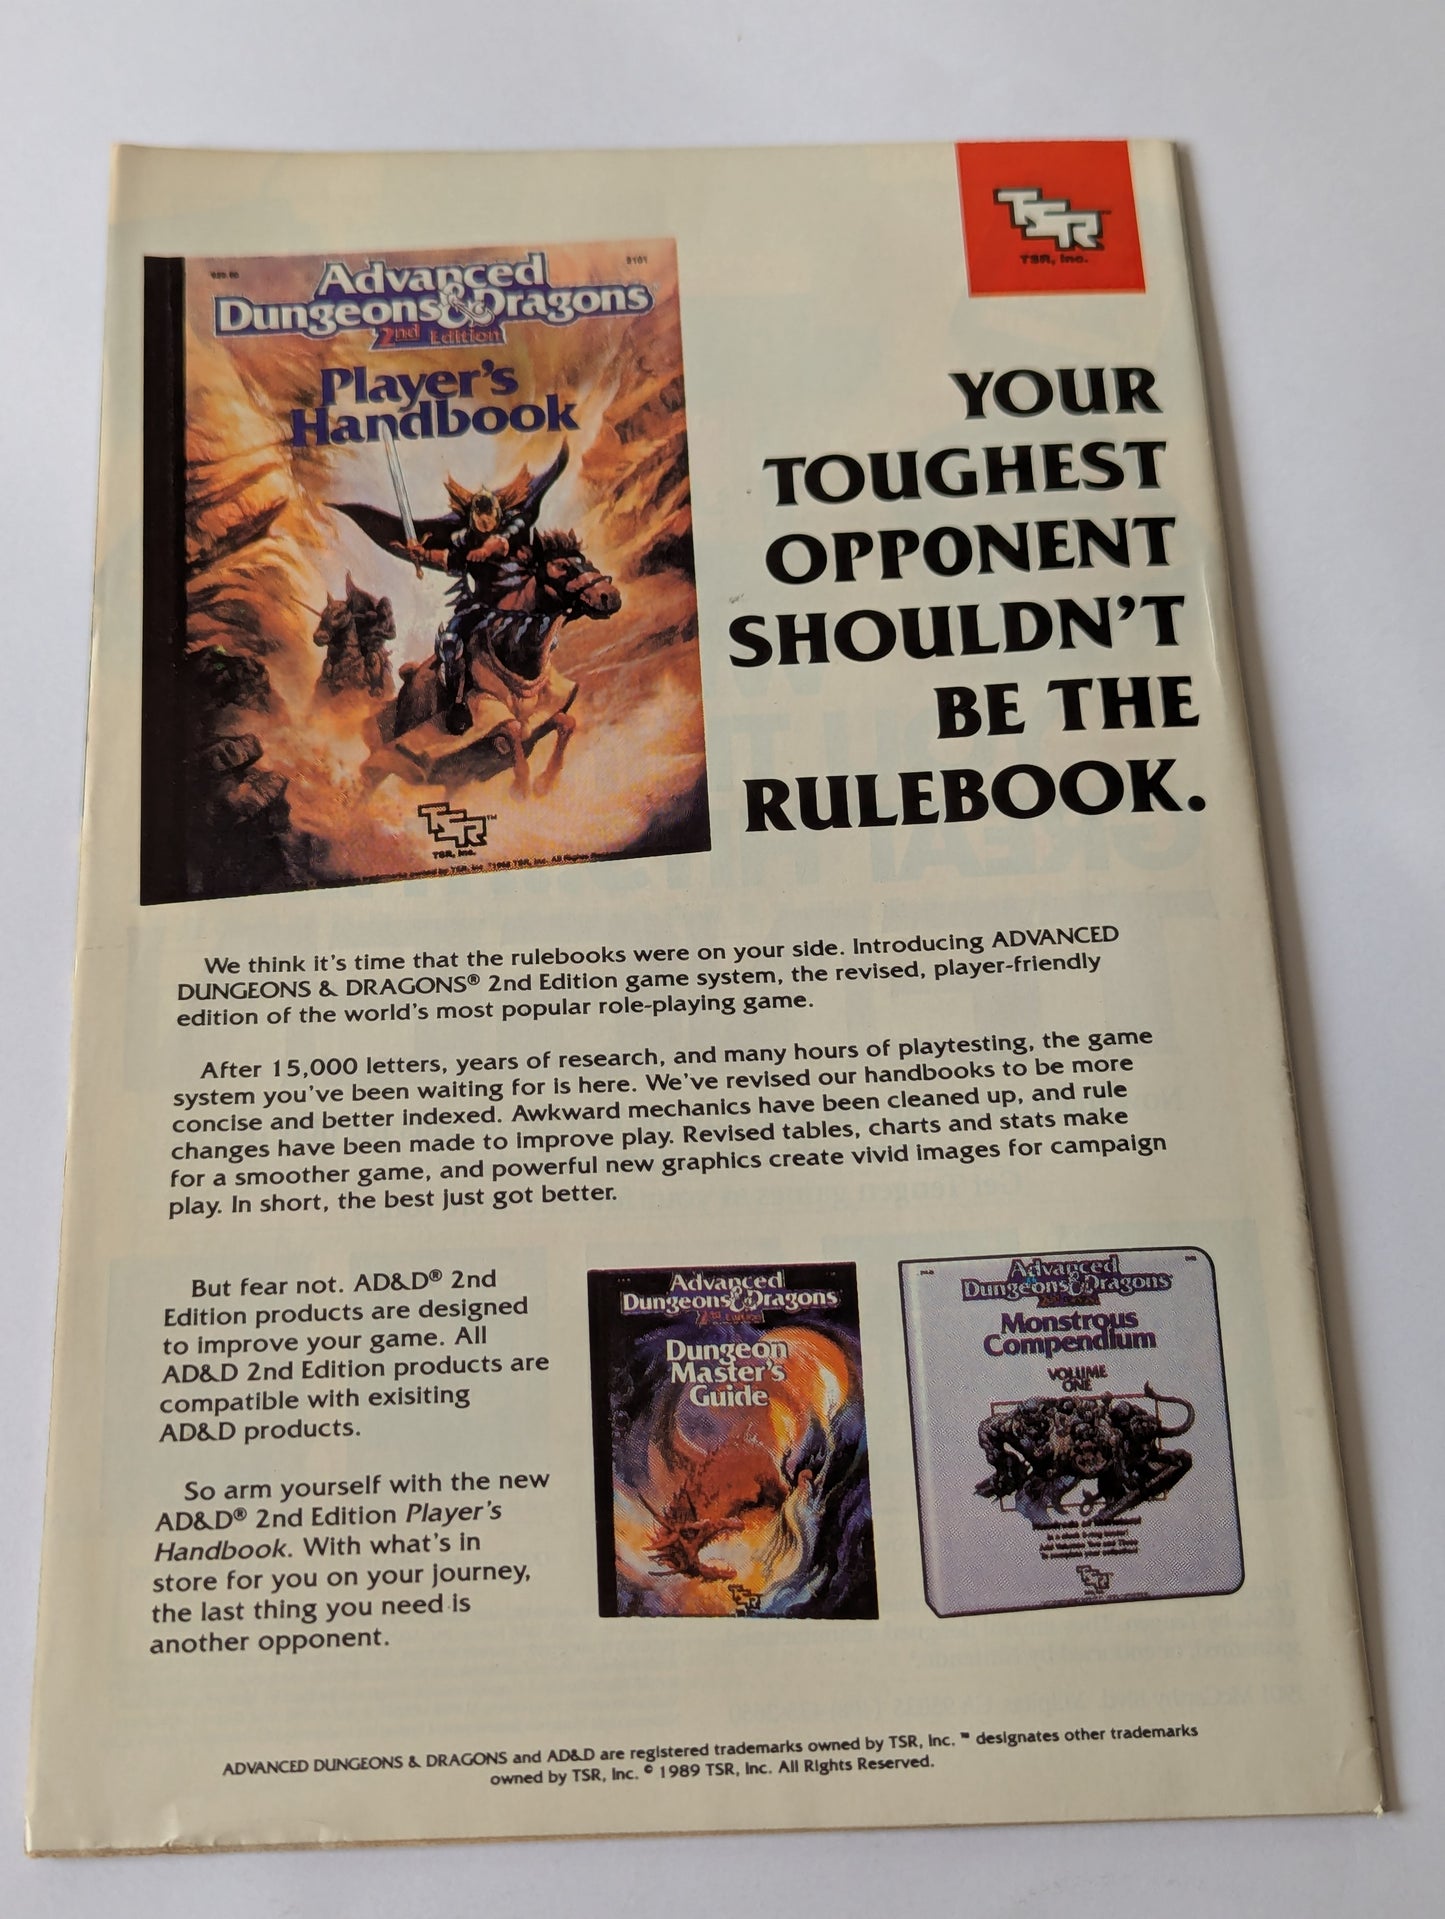 TSR
TSR, Inc.
Advanced
Dungeons & Dragons
2nd Edition
Player's
Handbook
TSR™
TSR, Inc.
YOUR
TOUGHEST
OPPONENT
SHOULDN'T
BE THE
RULEBOOK.
We think it's time that the rulebooks were on your side. Introducing ADVANCED
DUNGEONS & DRAGONS® 2nd Edition game system, the revised, player-friendly
edition of the world's most popular role-playing game.
After 15,000 letters, years of research, and many hours of playtesting, the game
system you've been waiting for is here. We've revised our handbooks to be more
concise and better indexed. Awkward mechanics have been cleaned up, and rule
changes have been made to improve play. Revised tables, charts and stats make
for a smoother game, and powerful new graphics create vivid images for campaign
play. In short, the best just got better.
But fear not. AD&D® 2nd
Edition products are designed
to improve your game. All
AD&D 2nd Edition products are
compatible with exisiting
AD&D products.
So arm yourself with the new
AD&D® 2nd Edition Player's
Handbook. With what's in
store for you on your journey,
the last thing you need is
another opponent.
Advanced
Dungeons & Dragons
2nd Edition
Dungeon
Master's
Guide
TSR
Advanced
Dungeons & Dragons
Monstrous
Compendium
VOLUME
ONE
TSR
ADVANCED DUNGEONS & DRAGONS and AD&D are registered trademarks owned by TSR, Inc. ™ designates other trademarks
owned by TSR, Inc. © 1989 TSR, Inc. All Rights Reserved.